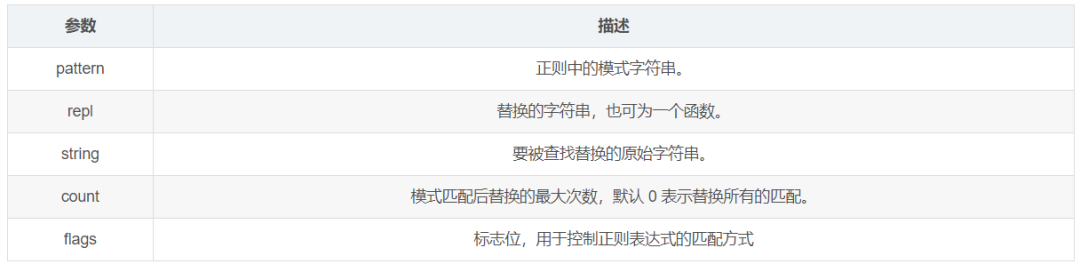 参数 描述
pattern 正则中的模式字符串。
repl 替换的字符串，也可为一个函数。
string 要被查找替换的原始字符串。
count 模式匹配后替换的最大次数，默认 0 表示替换所有的匹配。
flags 标志位，用于控制正则表达式的匹配方式